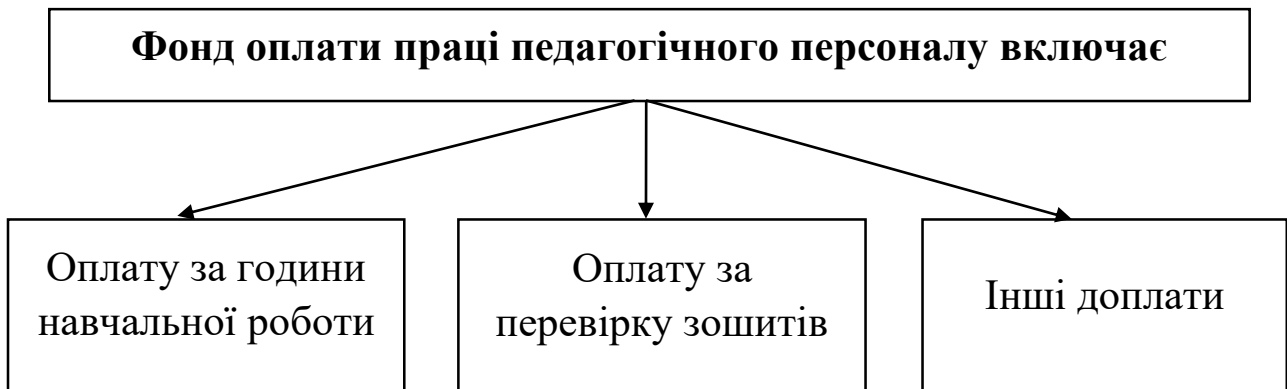 Фонд оплати праці педагогічного персоналу включає
Оплату за години
навчальної роботи
Оплату за
перевірку зошитів
Інші доплати